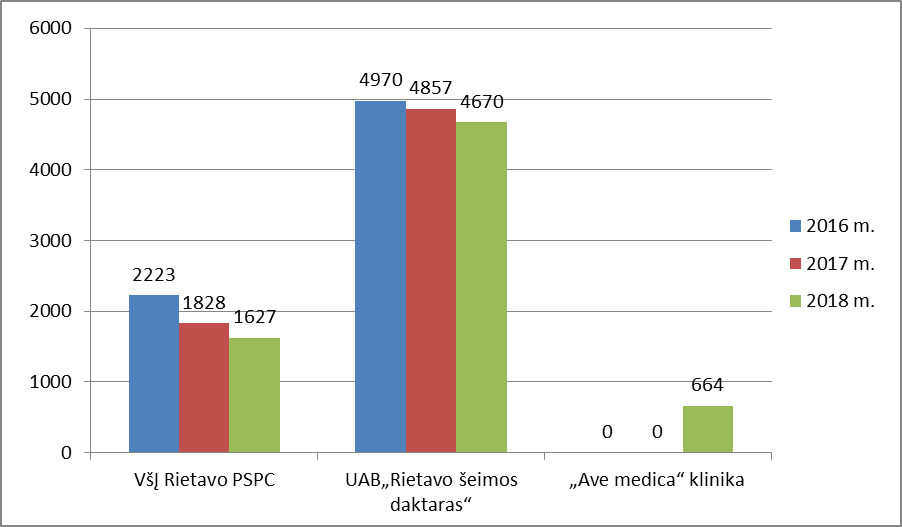 6000
5000
4000
3000
2000
1000
0
2223
1828
1627
4970
4857
4670
0
0
664
VšĮ Rietavo PSPC
UAB„Rietavo šeimos
daktaras“
„Ave medica“ klinika
2016 m.
2017 m.
2018 m.